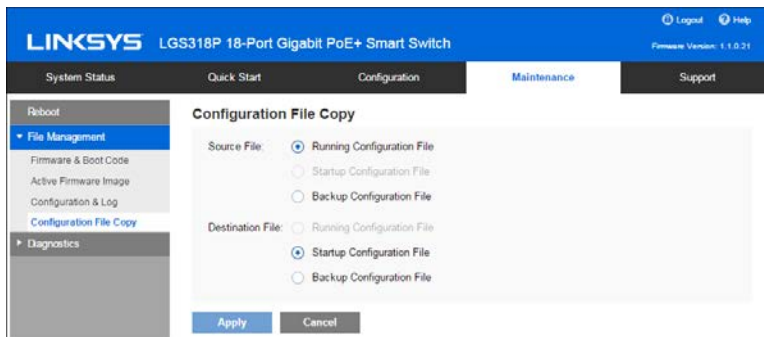 Logout Help
LINKSYS LGS318P 18-Port Gigabit PoE+ Smart Switch
Firmware Version: 1.1.0.21
System Status Quick Start Configuration Maintenance Support
Reboot
Configuration File Copy
File Management
Source File: Running Configuration File
Firmware & Boot Code
Startup Configuration File
Active Firmware Image
Backup Configuration File
Configuration & Log
Configuration File Copy
Destination File: Running Configuration File
Diagnostics
Startup Configuration File
Backup Configuration File
Apply Cancel